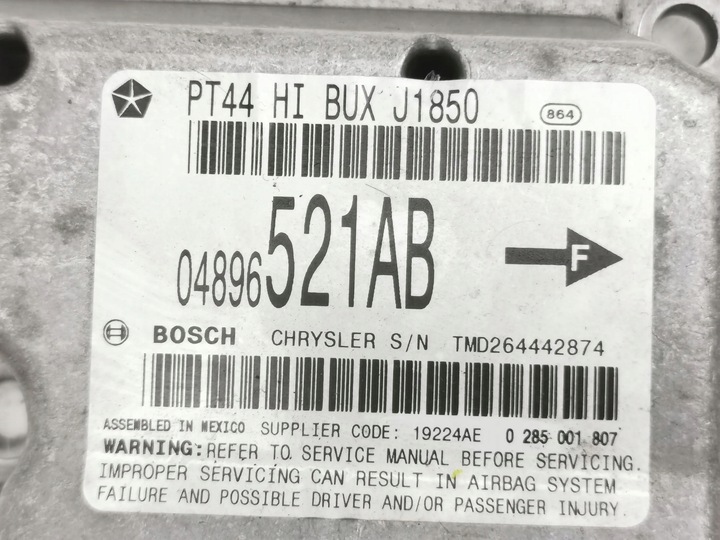 PT44 HI BUX J1850 864
04896521AB F
BOSCH CHRYSLER S/N TMD264442874
ASSEMBLED IN MEXICO SUPPLIER CODE: 19224AE 0 285 001 807
WARNING: REFER TO SERVICE MANUAL BEFORE SERVICING.
IMPROPER SERVICING CAN RESULT IN AIRBAG SYSTEM
FAILURE AND POSSIBLE DRIVER AND/OR PASSENGER INJURY.